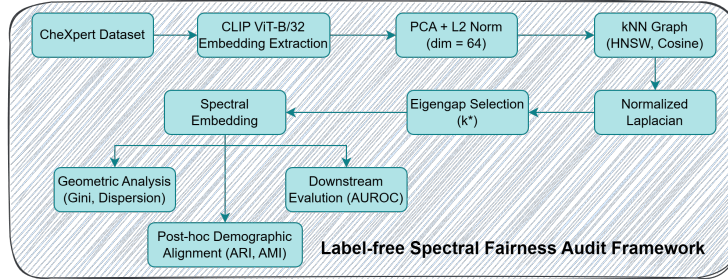 CheXpert Dataset
CLIP ViT-B/32
Embedding Extraction
PCA + L2 Norm
(dim = 64)
kNN Graph
(HNSW, Cosine)
Spectral
Embedding
Eigengap Selection
(k*)
Normalized
Laplacian
Geometric Analysis
(Gini, Dispersion)
Downstream
Evalution (AUROC)
Post-hoc Demographic
Alignment (ARI, AMI)
Label-free Spectral Fairness Audit Framework